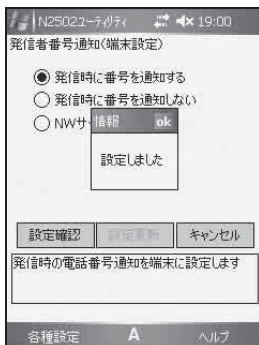 N2502ユーティリティ 19:00
発信者番号通知(端末設定)
発信時に番号を通知する
発信時に番号を通知しない
NWサ
情報 ok
設定しました
設定確認 設定更新 キャンセル
発信時の電話番号通知を端末に設定します
各種設定 A ヘルプ